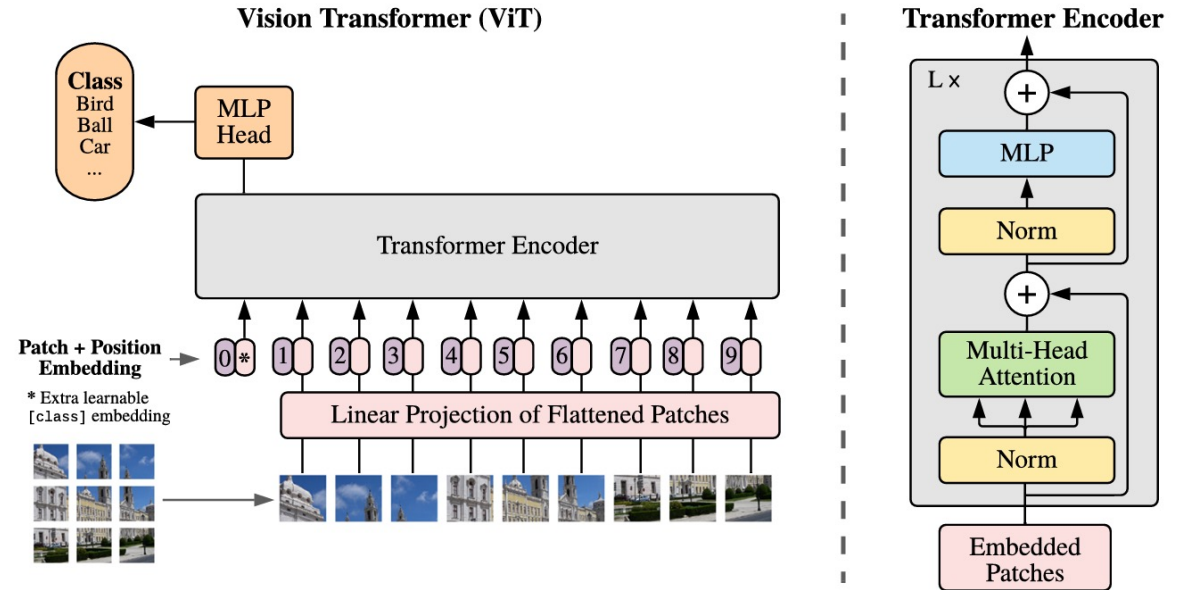 Vision Transformer (ViT)
Class
Bird
Ball
Car
...
MLP
Head
Transformer Encoder
Patch + Position
Embedding
0 * 1 2 3 4 5 6 7 8 9
* Extra learnable
[class] embedding
Linear Projection of Flattened Patches
Transformer Encoder
L ×
+
MLP
Norm
+
Multi-Head
Attention
Norm
Embedded
Patches